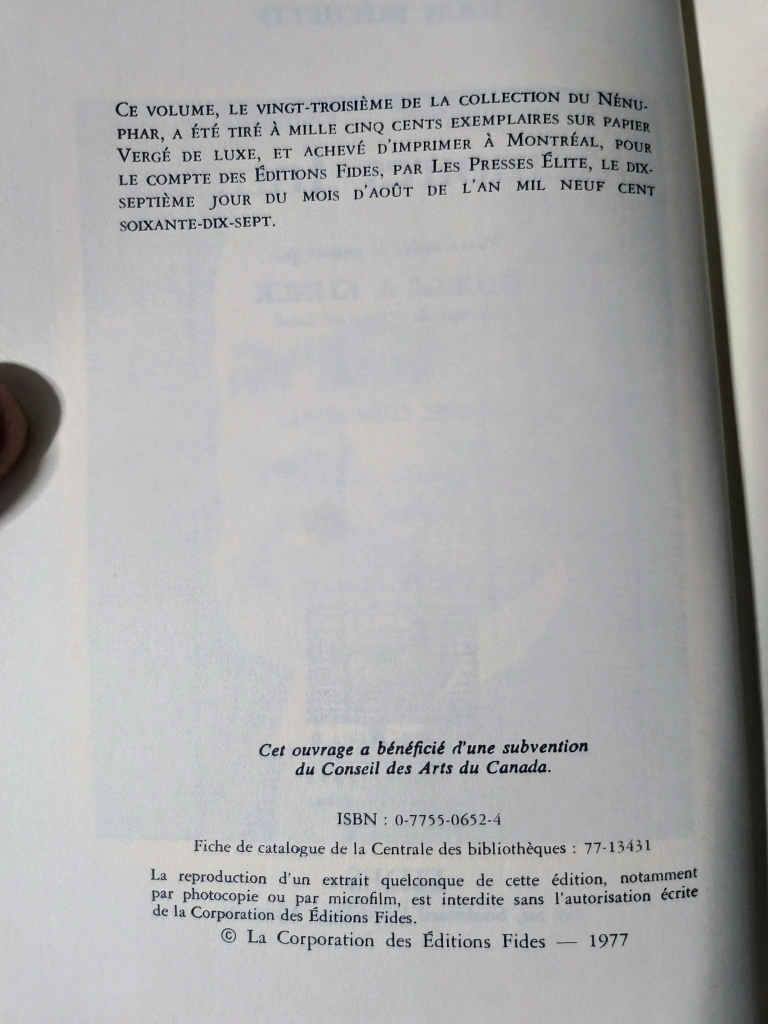 Ce volume, le vingt-troisième de la collection du Nénu-
phar, a été tiré à mille cinq cents exemplaires sur papier
Vergé de luxe, et achevé d'imprimer à Montréal, pour
le compte des Éditions Fides, par Les Presses Élite, le dix-
septième jour du mois d'août de l'an mil neuf cent
soixante-dix-sept.
Cet ouvrage a bénéficié d'une subvention
du Conseil des Arts du Canada.
ISBN : 0-7755-0652-4
Fiche de catalogue de la Centrale des bibliothèques : 77-13431
La reproduction d'un extrait quelconque de cette édition, notamment
par photocopie ou par microfilm, est interdite sans l'autorisation écrite
de la Corporation des Éditions Fides.
© La Corporation des Éditions Fides — 1977